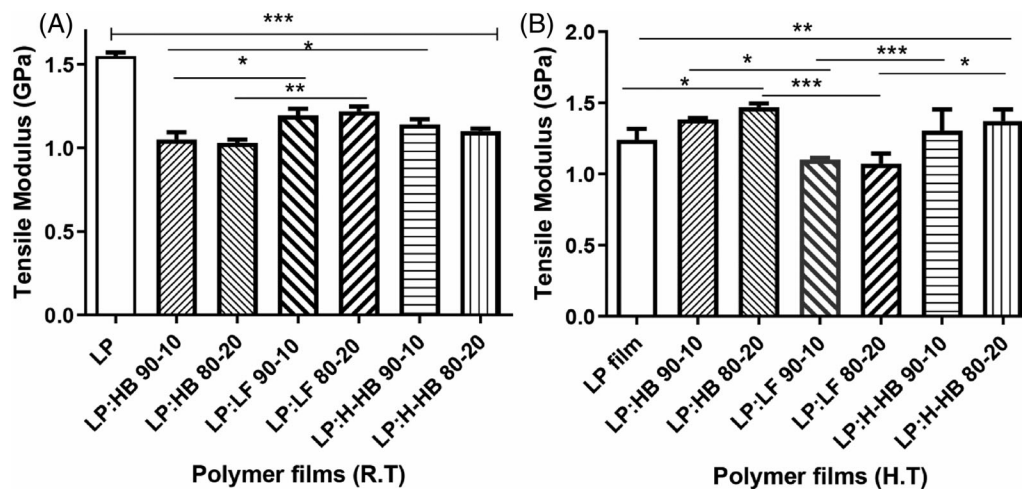 (A)
***
*
*
**
Tensile Modulus (GPa)
1.5
1.0
0.5
0.0
LP
LP:HB 90-10
LP:HB 80-20
LP:LF 90-10
LP:LF 80-20
LP:H-HB 90-10
LP:H-HB 80-20
Polymer films (R.T)
(B)
**
***
*
*
*
***
Tensile Modulus (GPa)
2.0
1.5
1.0
0.5
0.0
LP film
LP:HB 90-10
LP:HB 80-20
LP:LF 90-10
LP:LF 80-20
LP:H-HB 90-10
LP:H-HB 80-20
Polymer films (H.T)